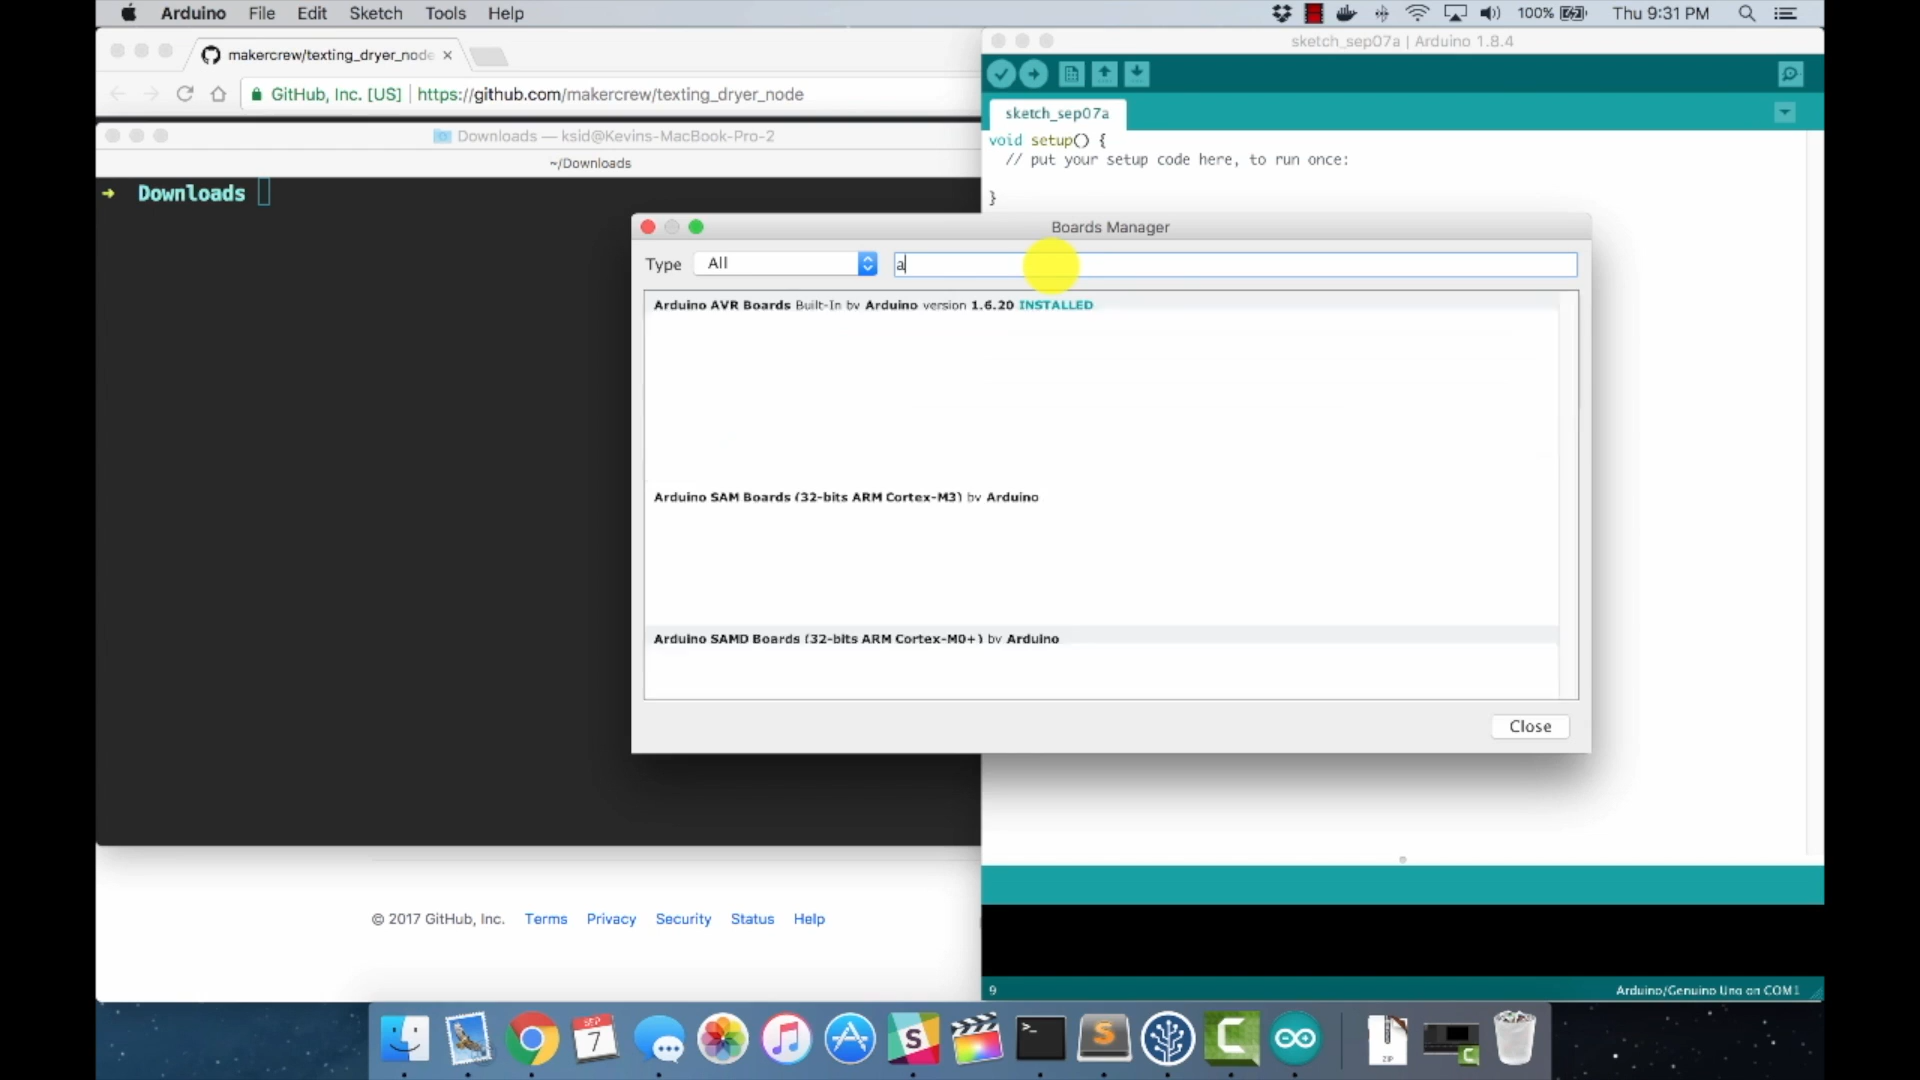 Arduino File Edit Sketch Tools Help
100% Thu 9:31 PM
makercrew/texting_dryer_node
GitHub, Inc. [US] | https://github.com/makercrew/texting_dryer_node
Downloads — ksid@Kevins-MacBook-Pro-2
~/Downloads
➜ Downloads
sketch_sep07a | Arduino 1.8.4
sketch_sep07a
void setup() {
// put your setup code here, to run once:
}
Boards Manager
Type All a
Arduino AVR Boards Built-In by Arduino version 1.6.20 INSTALLED
Arduino SAM Boards (32-bits ARM Cortex-M3) by Arduino
Arduino SAMD Boards (32-bits ARM Cortex-M0+) by Arduino
Close
© 2017 GitHub, Inc. Terms Privacy Security Status Help
9 Arduino/Genuino Uno on COM1
SEP
7
ZIP